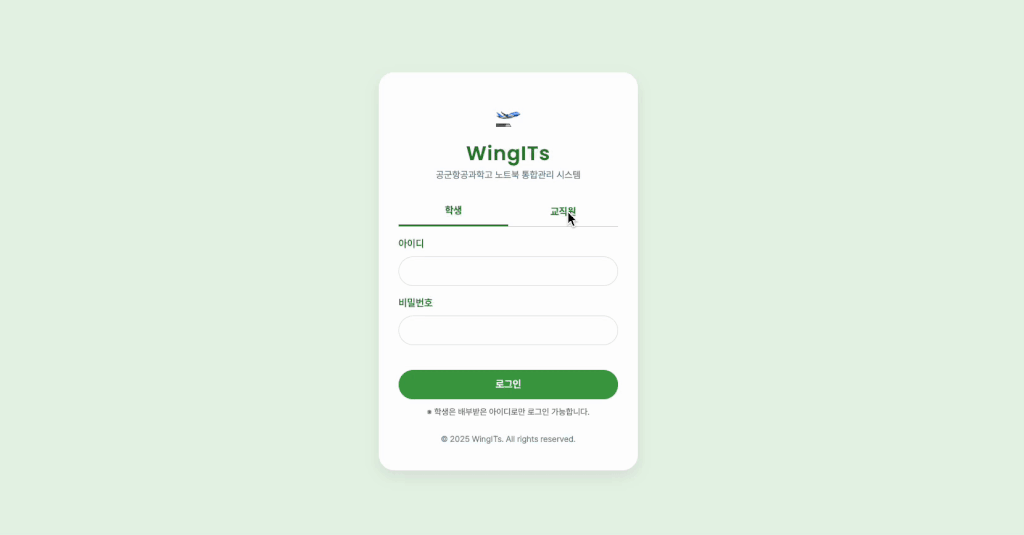 WingITs
공군항공과학고 노트북 통합관리 시스템
학생 교직원
아이디
비밀번호
로그인
※ 학생은 배부받은 아이디로만 로그인 가능합니다.
© 2025 WingITs. All rights reserved.